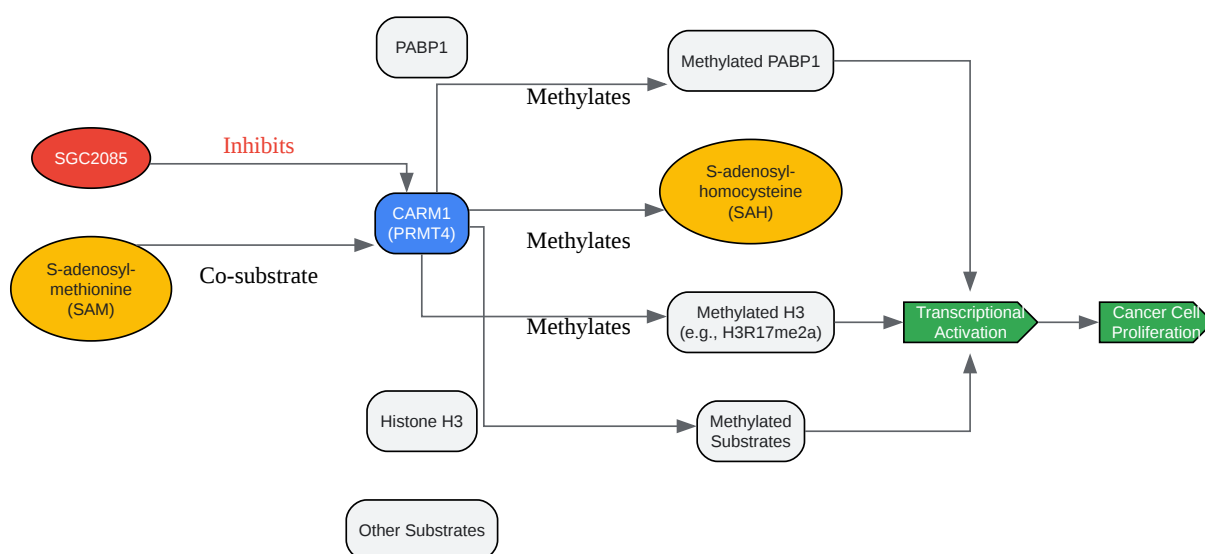 PABP1
Methylated PABP1
Methylates
Inhibits
SGC2085
S-adenosyl-
homocysteine
(SAH)
CARM1
(PRMT4)
Methylates
Co-substrate
S-adenosyl-
methionine
(SAM)
Methylated H3
(e.g., H3R17me2a)
Methylates
Transcriptional
Activation
Cancer Cell
Proliferation
Histone H3
Methylated
Substrates
Other Substrates